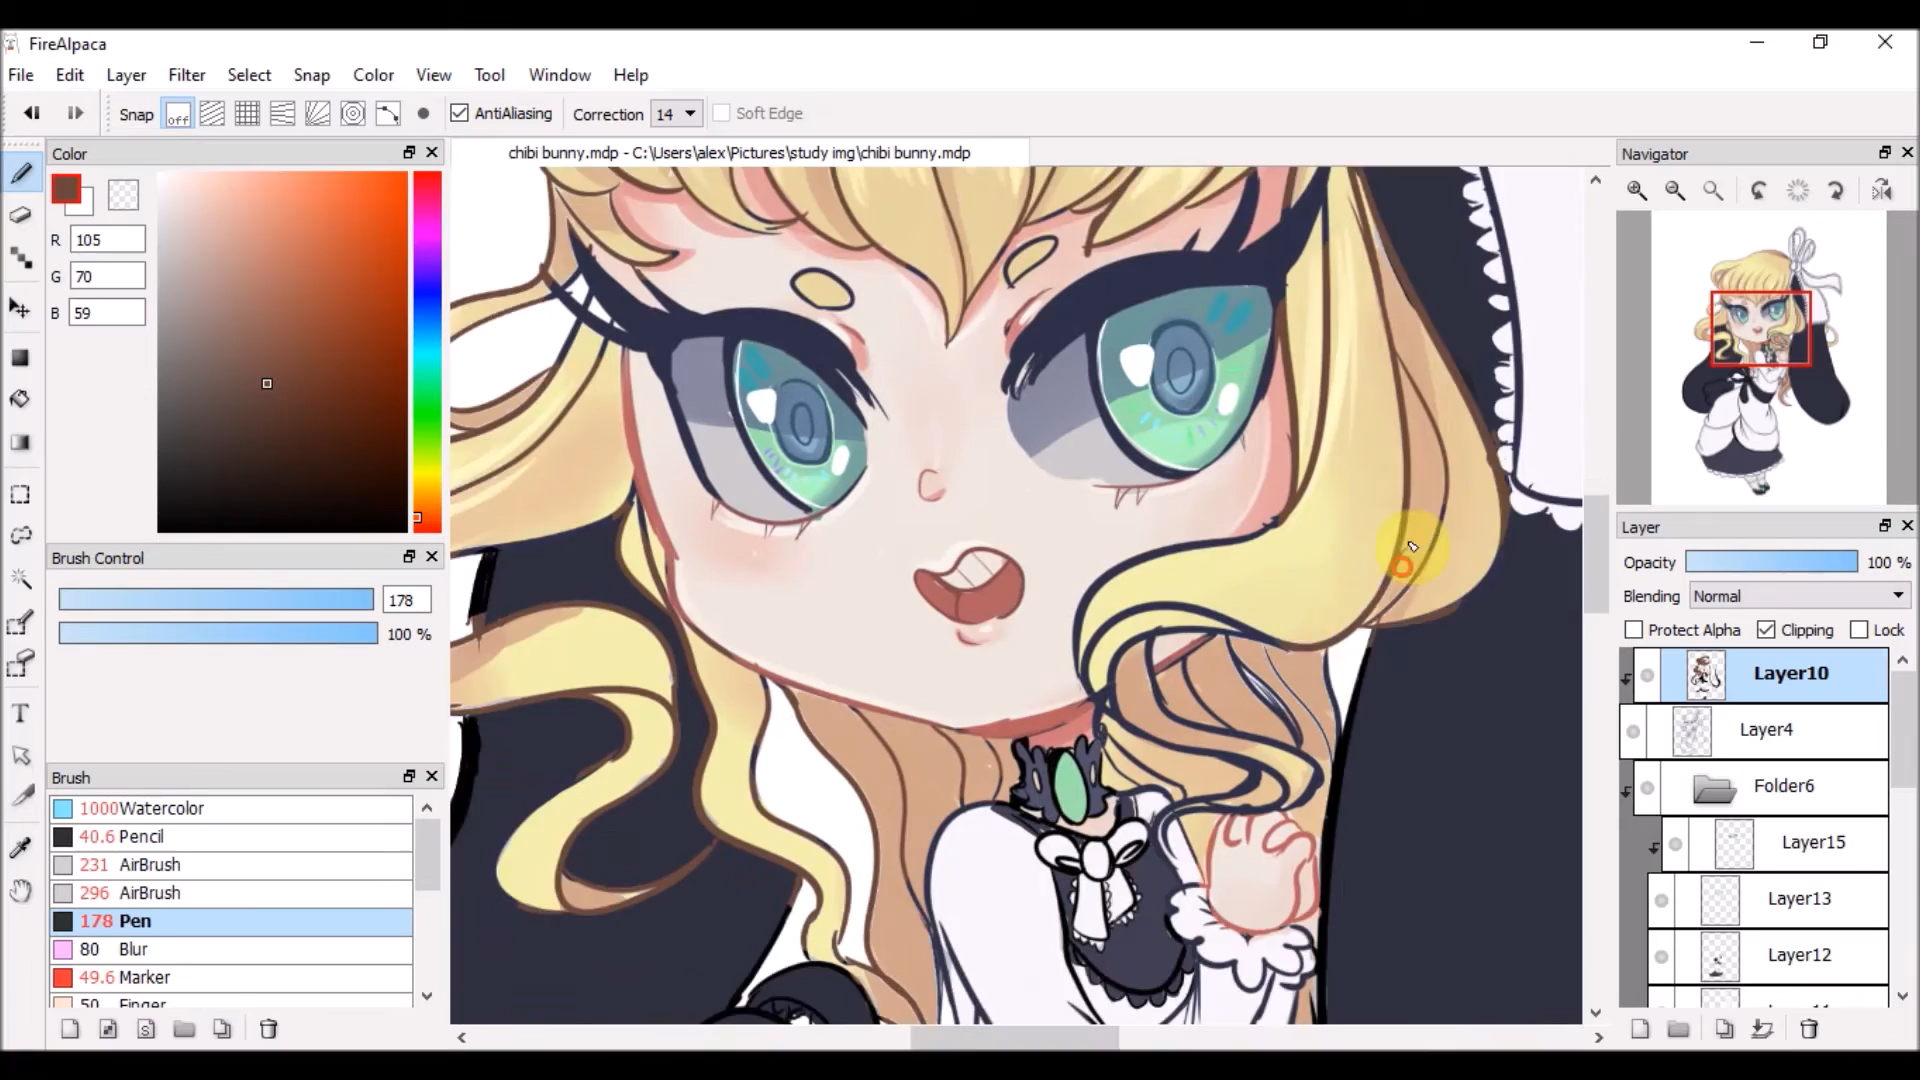 FireAlpaca
File Edit Layer Filter Select Snap Color View Tool Window Help
Snap off AntiAliasing Correction 14 Soft Edge
Color
chibi bunny.mdp - C:\Users\alex\Pictures\study img\chibi bunny.mdp
Navigator
R 105
G 70
B 59
Brush Control
178
100 %
Brush
1000 Watercolor
40.6 Pencil
231 AirBrush
296 AirBrush
178 Pen
80 Blur
49.6 Marker
50 Finger
Layer
Opacity 100 %
Blending Normal
Protect Alpha Clipping Lock
Layer10
Layer4
Folder6
Layer15
Layer13
Layer12